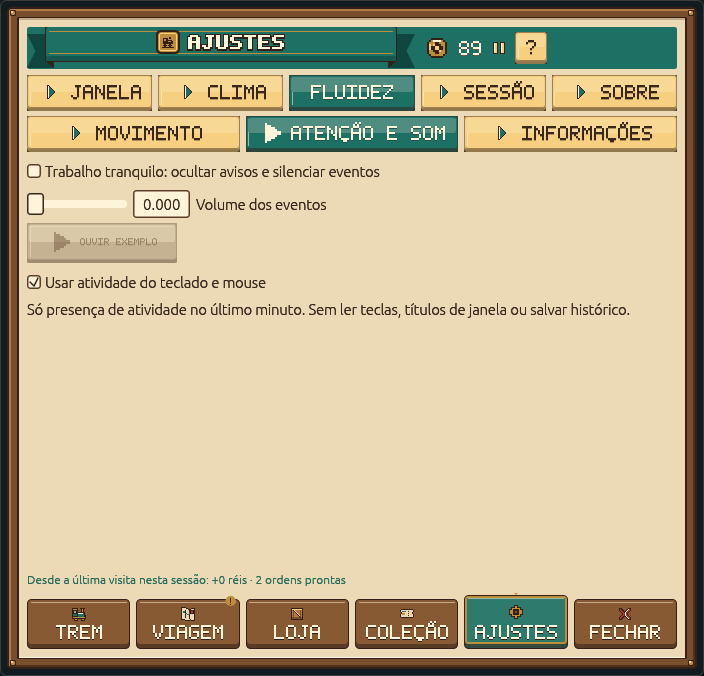 AJUSTES
89
?
JANELA
CLIMA
FLUIDEZ
SESSÃO
SOBRE
MOVIMENTO
ATENÇÃO E SOM
INFORMAÇÕES
Trabalho tranquilo: ocultar avisos e silenciar eventos
0.000 Volume dos eventos
OUVIR EXEMPLO
Usar atividade do teclado e mouse
Só presença de atividade no último minuto. Sem ler teclas, títulos de janela ou salvar histórico.
Desde a última visita nesta sessão: +0 réis · 2 ordens prontas
!
TREM
VIAGEM
LOJA
COLEÇÃO
AJUSTES
FECHAR